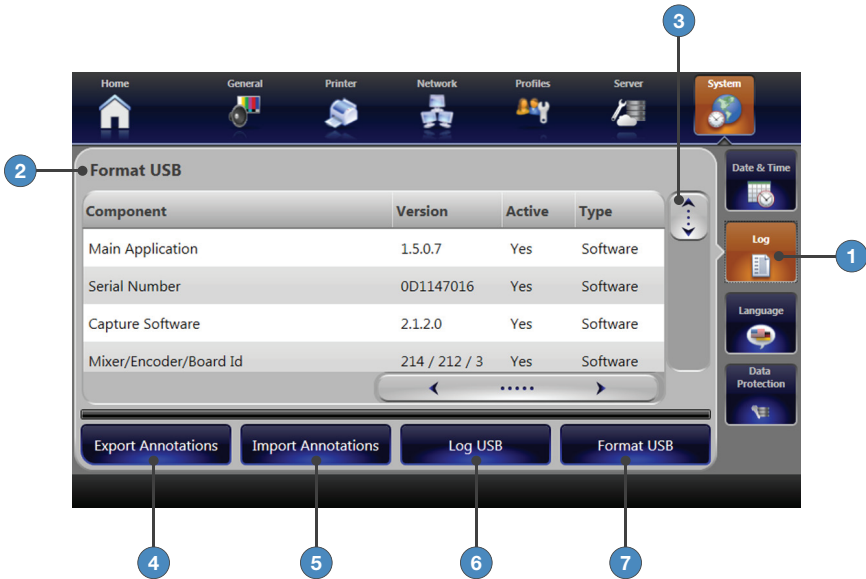 3
Home General Printer Network Profiles Server System
2
Format USB
Date & Time
Component Version Active Type
Main Application 1.5.0.7 Yes Software
Log
1
Serial Number 0D1147016 Yes Software
Capture Software 2.1.2.0 Yes Software
Language
Mixer/Encoder/Board Id 214 / 212 / 3 Yes Software
Data
Protection
Export Annotations Import Annotations Log USB Format USB
4 5 6 7